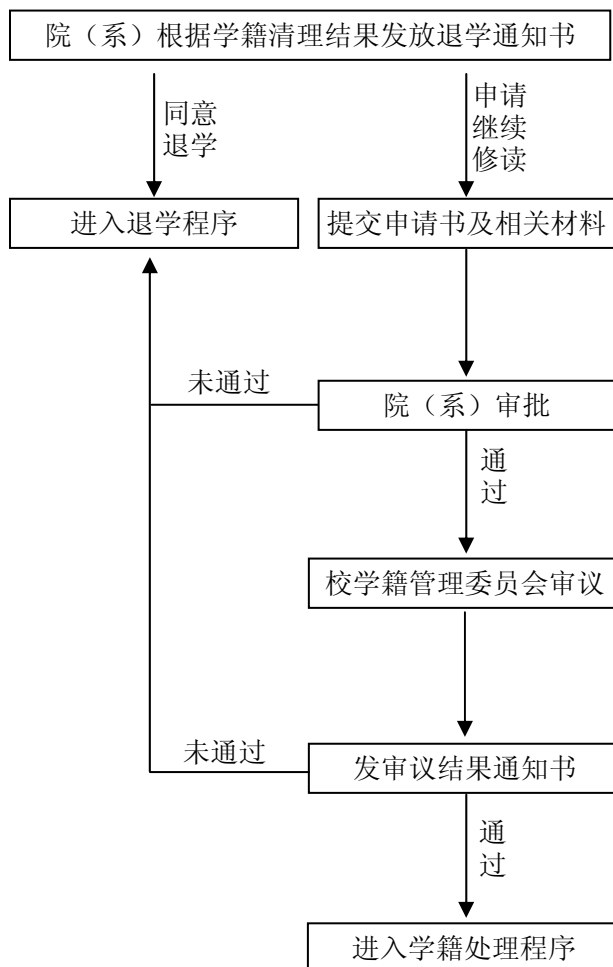 院（系）根据学籍清理结果发放退学通知书
同意
退学
申请
继续
修读
进入退学程序
提交申请书及相关材料
未通过
院（系）审批
通
过
校学籍管理委员会审议
未通过
发审议结果通知书
通
过
进入学籍处理程序